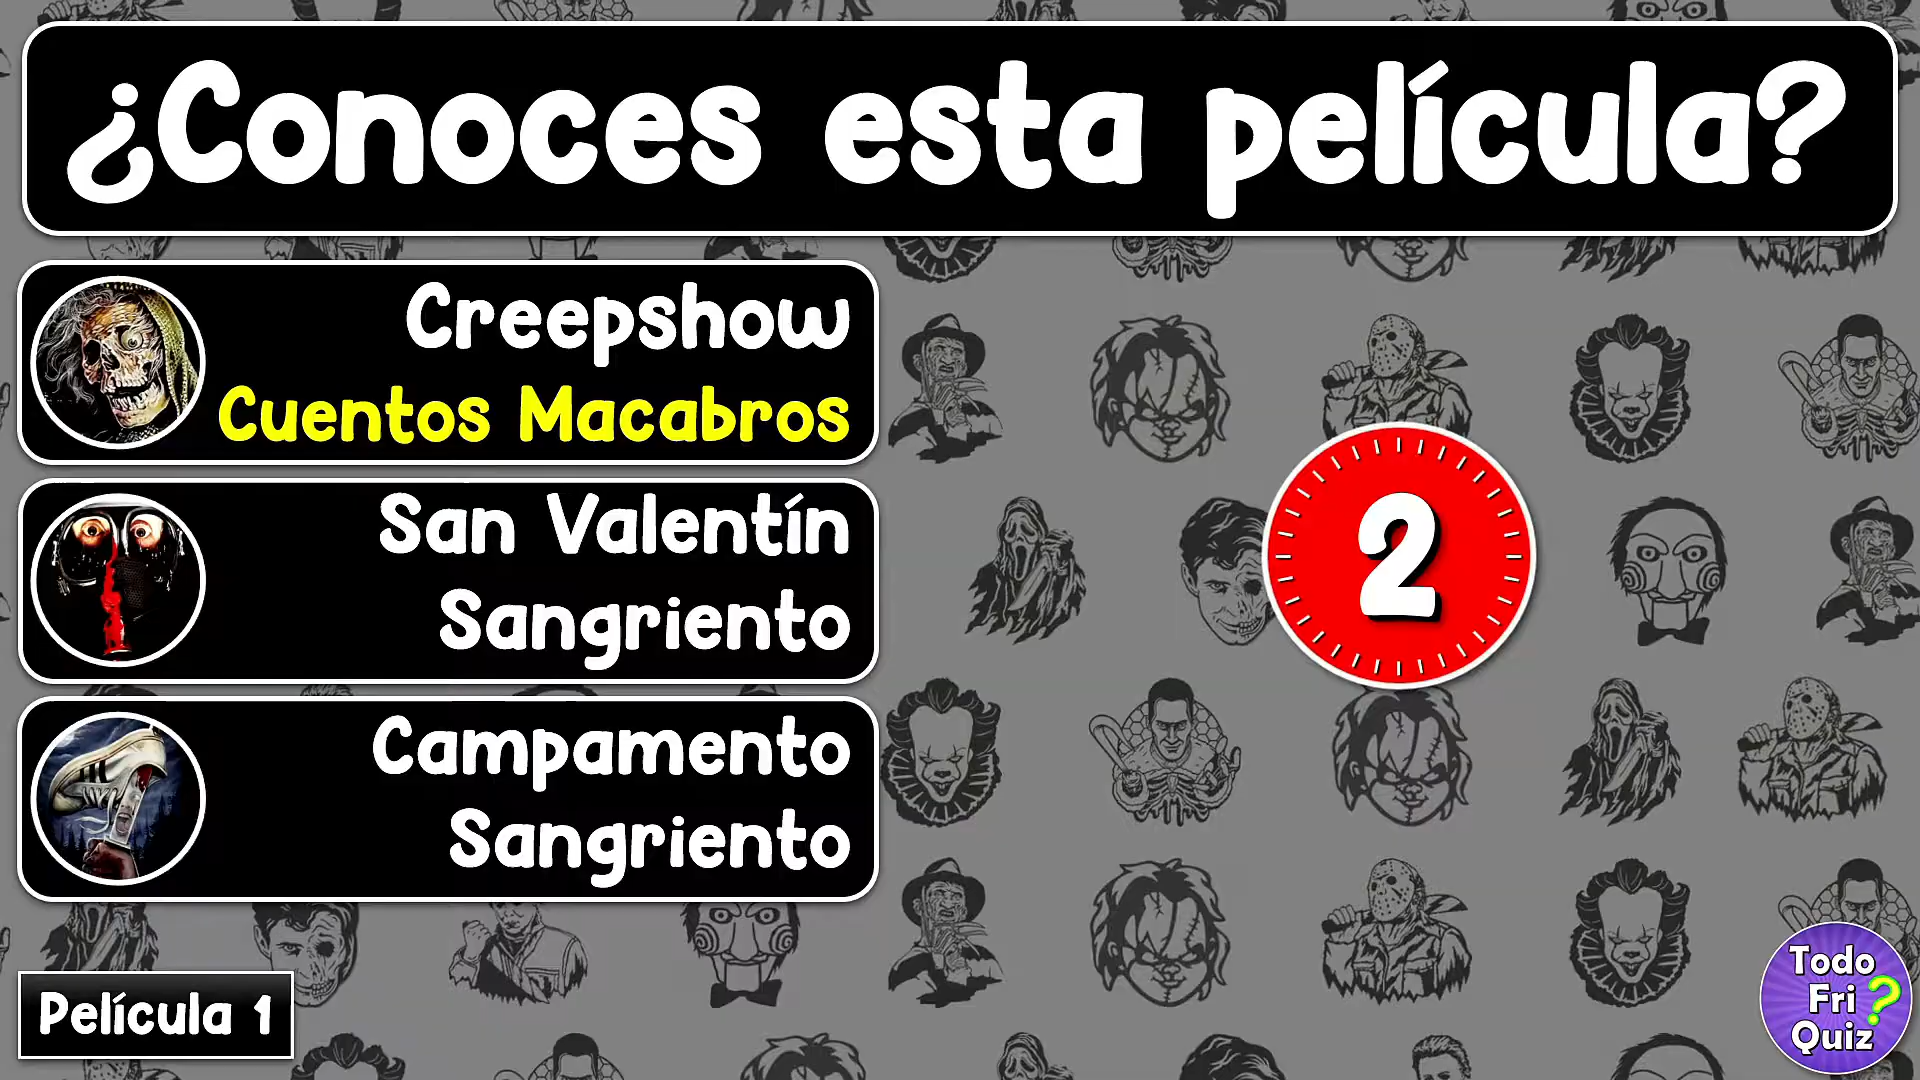 ¿Conoces esta película?
Creepshow
Cuentos Macabros
San Valentín
Sangriento
Campamento
Sangriento
2
Película 1
Todo
Fri
Quiz
?